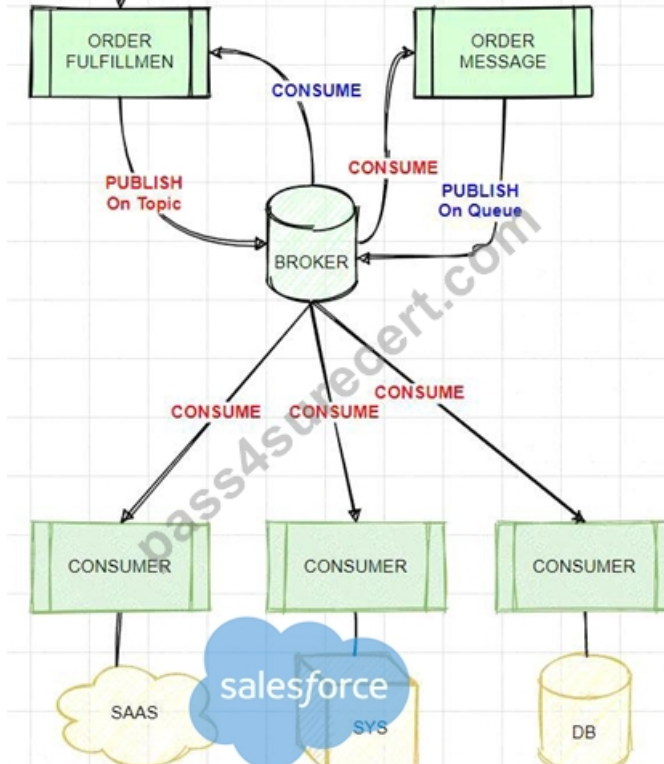 ORDER
FULFILLMEN
ORDER
MESSAGE
CONSUME
CONSUME
PUBLISH
On Topic
PUBLISH
On Queue
BROKER
CONSUME
CONSUME
CONSUME
pass4surecert.com
CONSUMER
CONSUMER
CONSUMER
salesforce
SAAS
SYS
DB